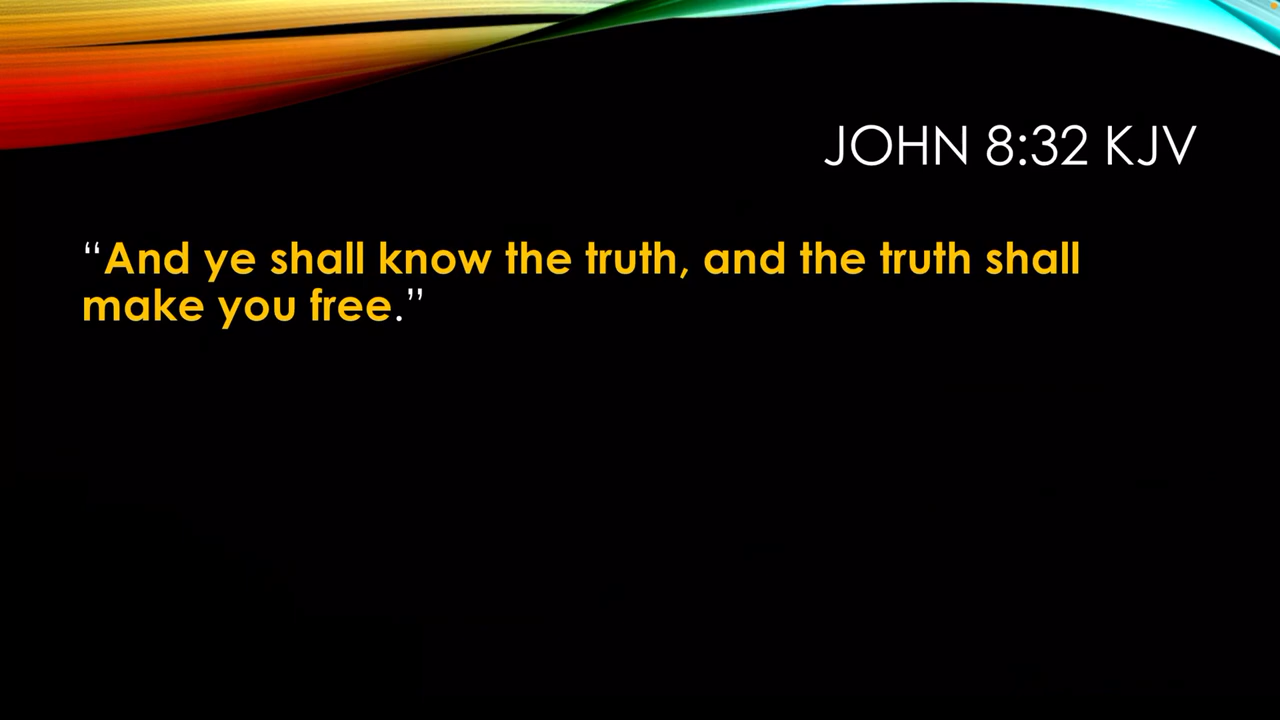 JOHN 8:32 KJV
“And ye shall know the truth, and the truth shall
make you free.”